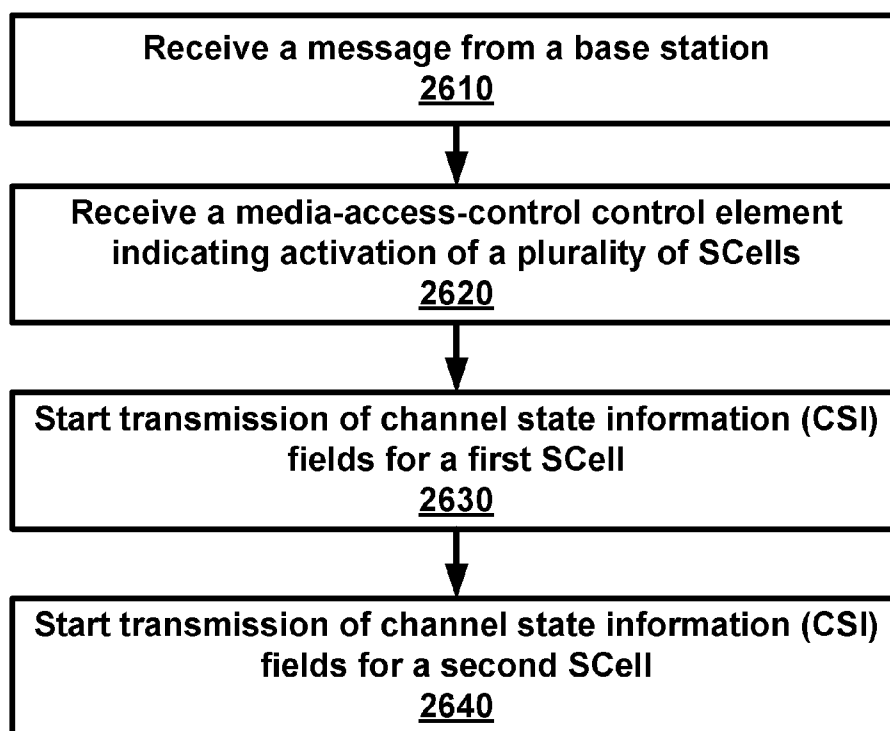 Receive a message from a base station
2610
Receive a media-access-control control element
indicating activation of a plurality of SCells
2620
Start transmission of channel state information (CSI)
fields for a first SCell
2630
Start transmission of channel state information (CSI)
fields for a second SCell
2640